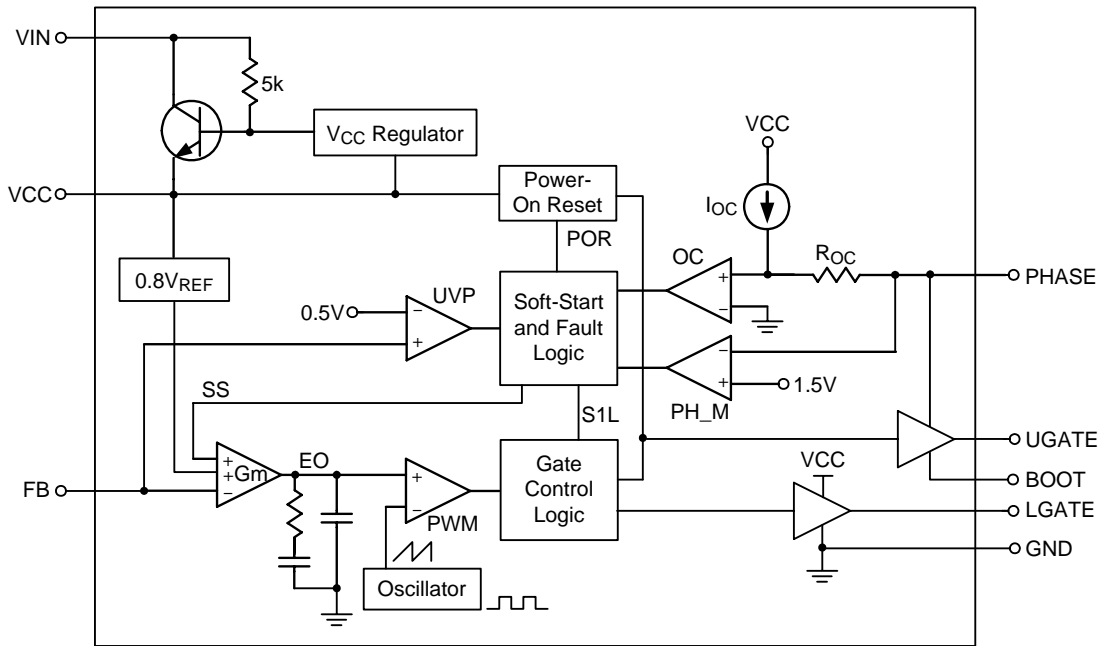 VIN
5k
VCC Regulator
VCC
VCC
Power-
On Reset
IOC
POR
OC
ROC
+
−
PHASE
0.8VREF
UVP
0.5V
−
+
Soft-Start
and Fault
Logic
−
+
1.5V
PH_M
SS
S1L
UGATE
+
+
−
Gm
EO
+
−
PWM
Gate
Control
Logic
VCC
BOOT
FB
LGATE
Oscillator
GND